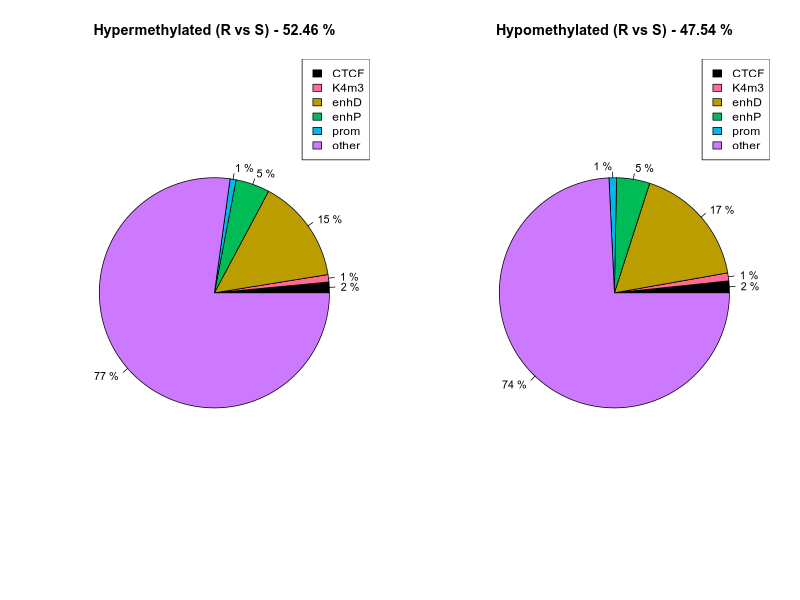 Hypermethylated (R vs S) - 52.46 %
CTCF
K4m3
enhD
enhP
prom
other
1 %
5 %
15 %
1 %
2 %
77 %
Hypomethylated (R vs S) - 47.54 %
CTCF
K4m3
enhD
enhP
prom
other
1 %
5 %
17 %
1 %
2 %
74 %